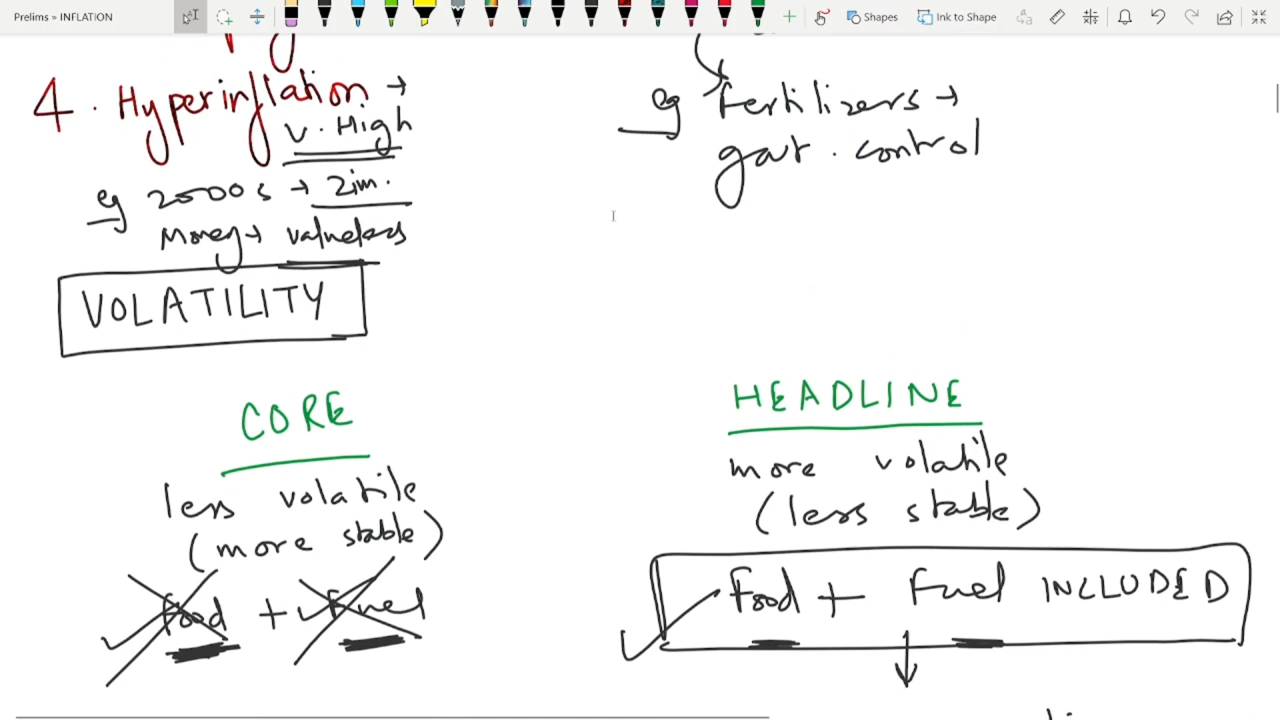 Prelims » INFLATION
Shapes
Ink to Shape
4. Hyperinflation →
V. High
eg 2000s → Zim.
Money → valueless
eg fertilizers →
govt. control
VOLATILITY
CORE
less volatile
(more stable)
Food + Fuel
HEADLINE
more volatile
(less stable)
Food + Fuel INCLUDED